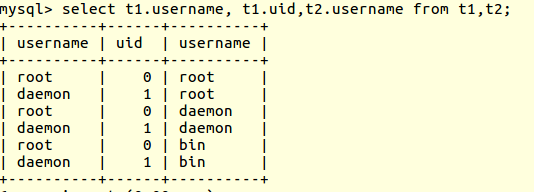 mysql> select t1.username, t1.uid,t2.username from t1,t2;
+----------+------+----------+
| username | uid  | username |
+----------+------+----------+
| root     |    0 | root     |
| daemon   |    1 | root     |
| root     |    0 | daemon   |
| daemon   |    1 | daemon   |
| root     |    0 | bin      |
| daemon   |    1 | bin      |
+----------+------+----------+